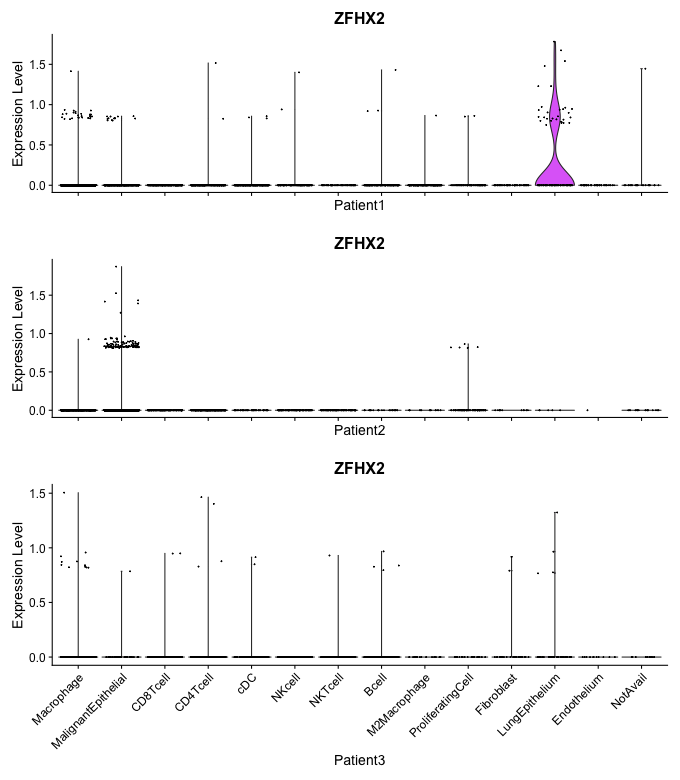 ZFHX2
Expression Level
1.5
1.0
0.5
0.0
Patient1
ZFHX2
Expression Level
1.5
1.0
0.5
0.0
Patient2
ZFHX2
Expression Level
1.5
1.0
0.5
0.0
Macrophage
MalignantEpithelial
CD8Tcell
CD4Tcell
cDC
NKcell
NKTcell
Bcell
M2Macrophage
ProliferatingCell
Fibroblast
LungEpithelium
Endothelium
NotAvail
Patient3